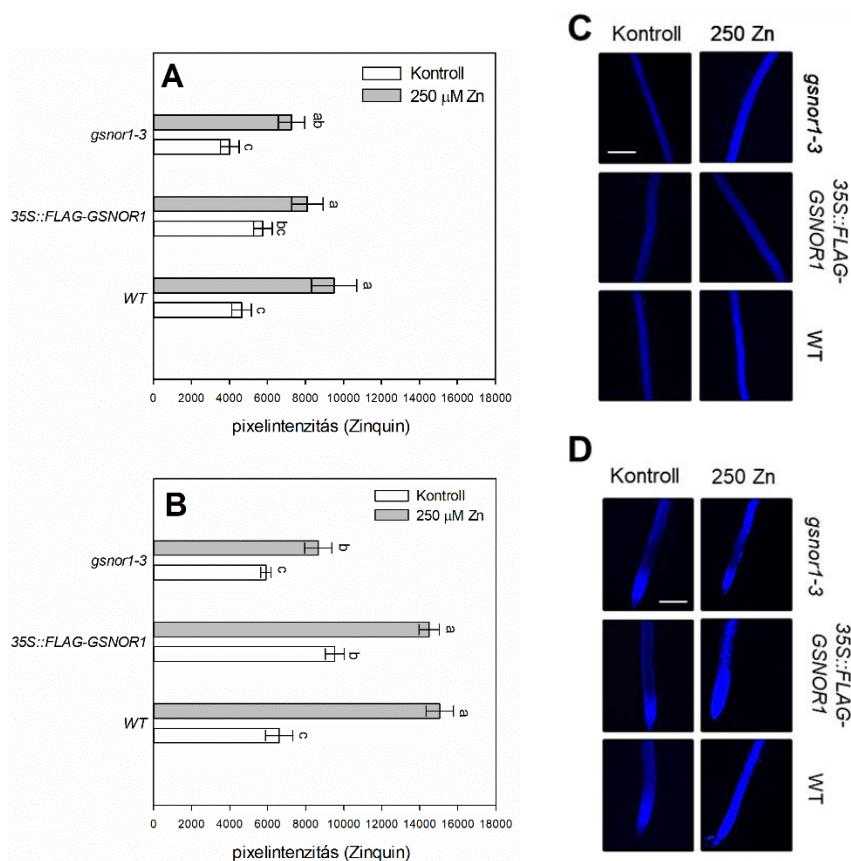 A
Kontroll
250 μM Zn
gsnor1-3
ab
c
35S::FLAG-GSNOR1
a
bc
WT
a
c
0 2000 4000 6000 8000 10000 12000 14000 16000 18000
pixelintenzitás (Zinquin)
B
Kontroll
250 μM Zn
gsnor1-3
b
c
35S::FLAG-GSNOR1
a
b
WT
a
c
0 2000 4000 6000 8000 10000 12000 14000 16000 18000
pixelintenzitás (Zinquin)
C
Kontroll 250 Zn
gsnor1-3
35S::FLAG-
GSNOR1
WT
D
Kontroll 250 Zn
gsnor1-3
35S::FLAG-
GSNOR1
WT